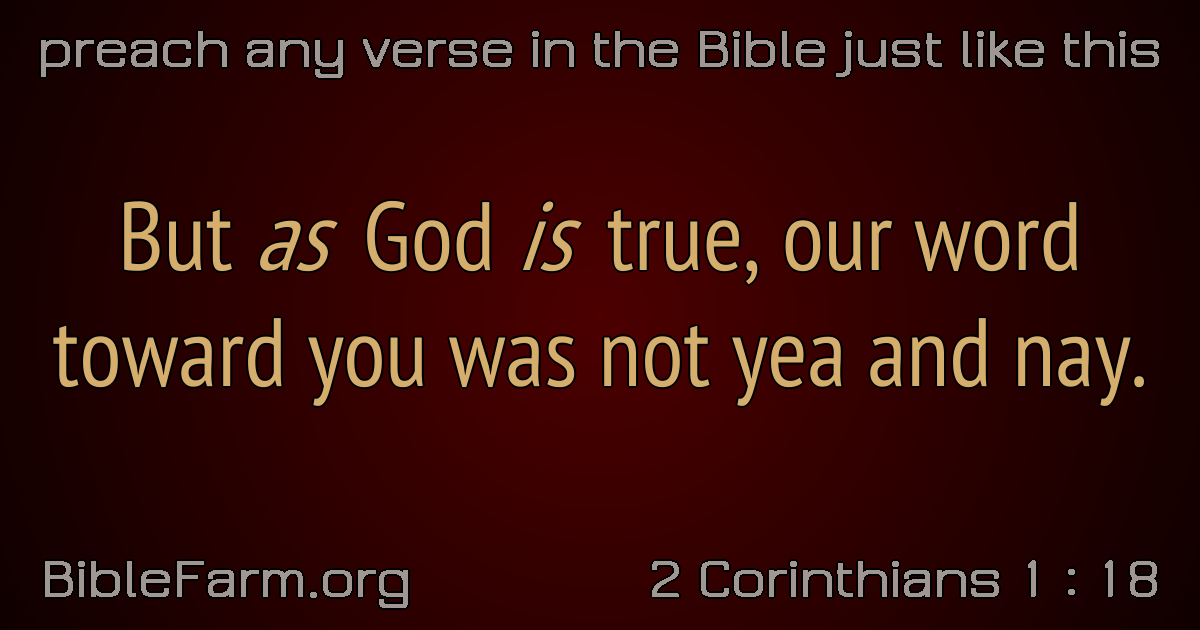 preach any verse in the Bible just like this
But as God is true, our word
toward you was not yea and nay.
BibleFarm.org
2 Corinthians 1 : 18